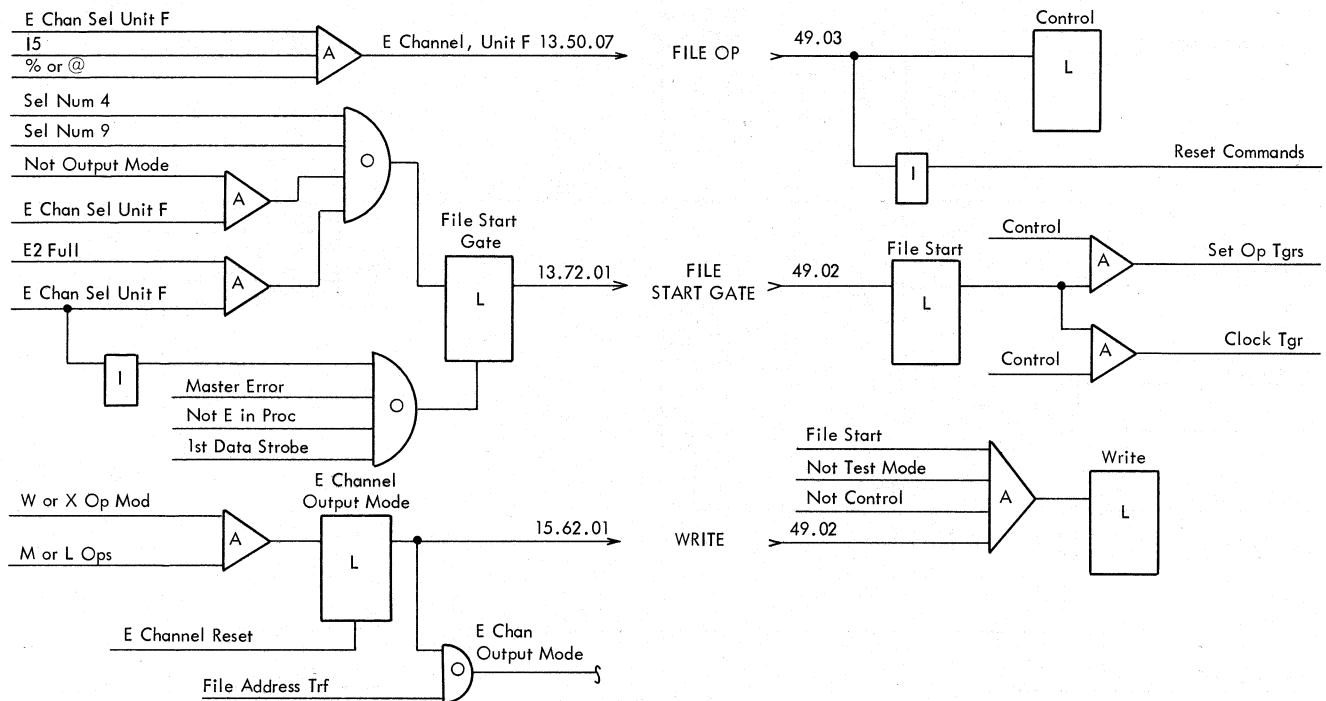 E Chan Sel Unit F
I5
% or @
A
E Channel, Unit F 13.50.07
FILE OP
49.03
Control
L
I
Reset Commands
Sel Num 4
Sel Num 9
Not Output Mode
A
E Chan Sel Unit F
O
E2 Full
A
E Chan Sel Unit F
I
File Start
Gate
L
13.72.01
FILE
START GATE
49.02
File Start
L
Control
A
Set Op Tgrs
Control
A
Clock Tgr
Master Error
Not E in Proc
1st Data Strobe
O
W or X Op Mod
M or L Ops
A
E Channel
Output Mode
L
15.62.01
WRITE
49.02
File Start
Not Test Mode
Not Control
A
Write
L
E Channel Reset
File Address Trf
O
E Chan
Output Mode